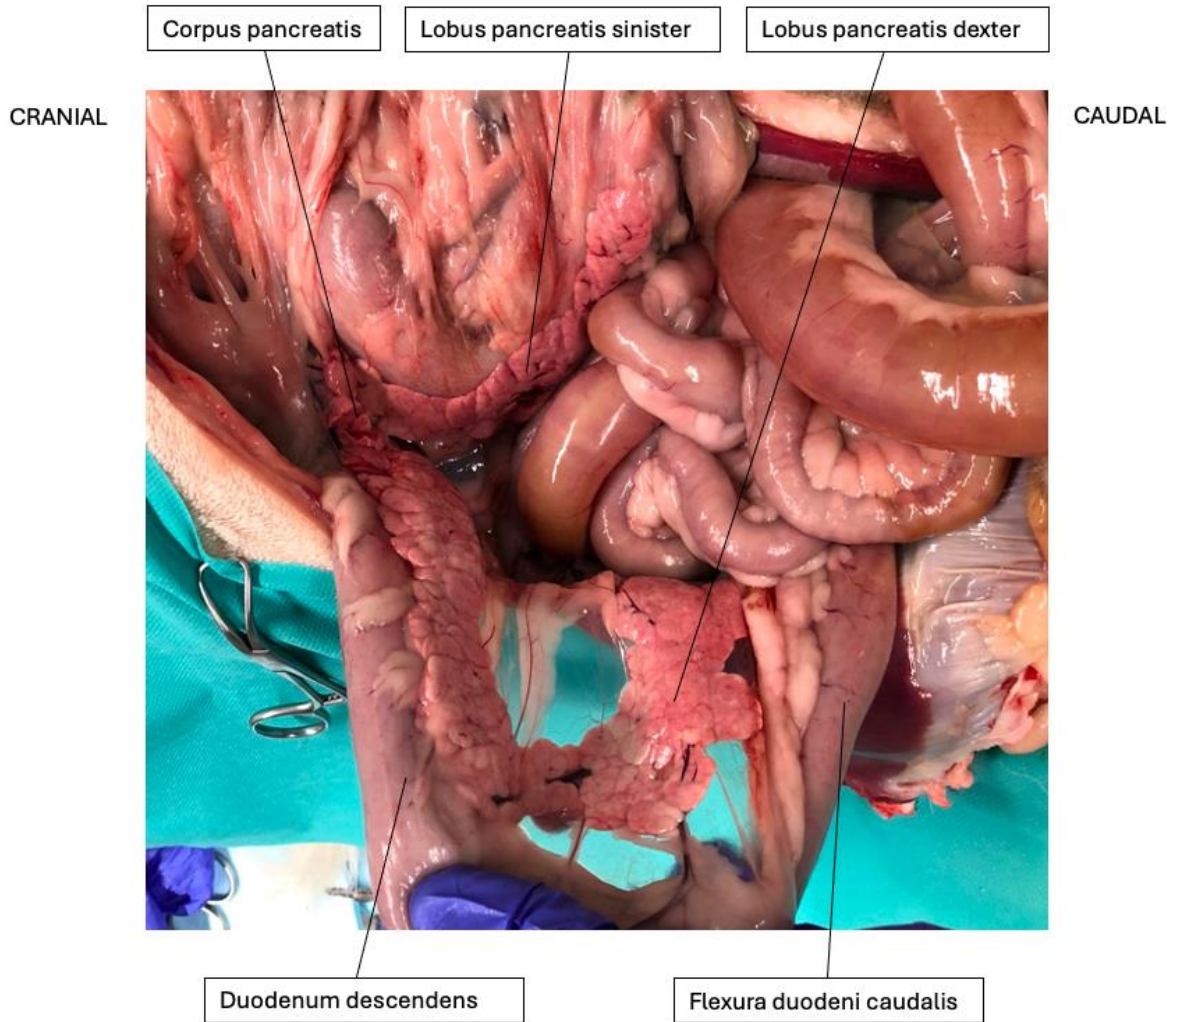 Corpus pancreatis
Lobus pancreatis sinister
Lobus pancreatis dexter
CRANIAL
CAUDAL
Duodenum descendens
Flexura duodeni caudalis